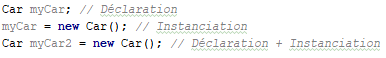 Car myCar; // Déclaration
myCar = new Car(); // Instanciation
Car myCar2 = new Car(); // Déclaration + Instanciation